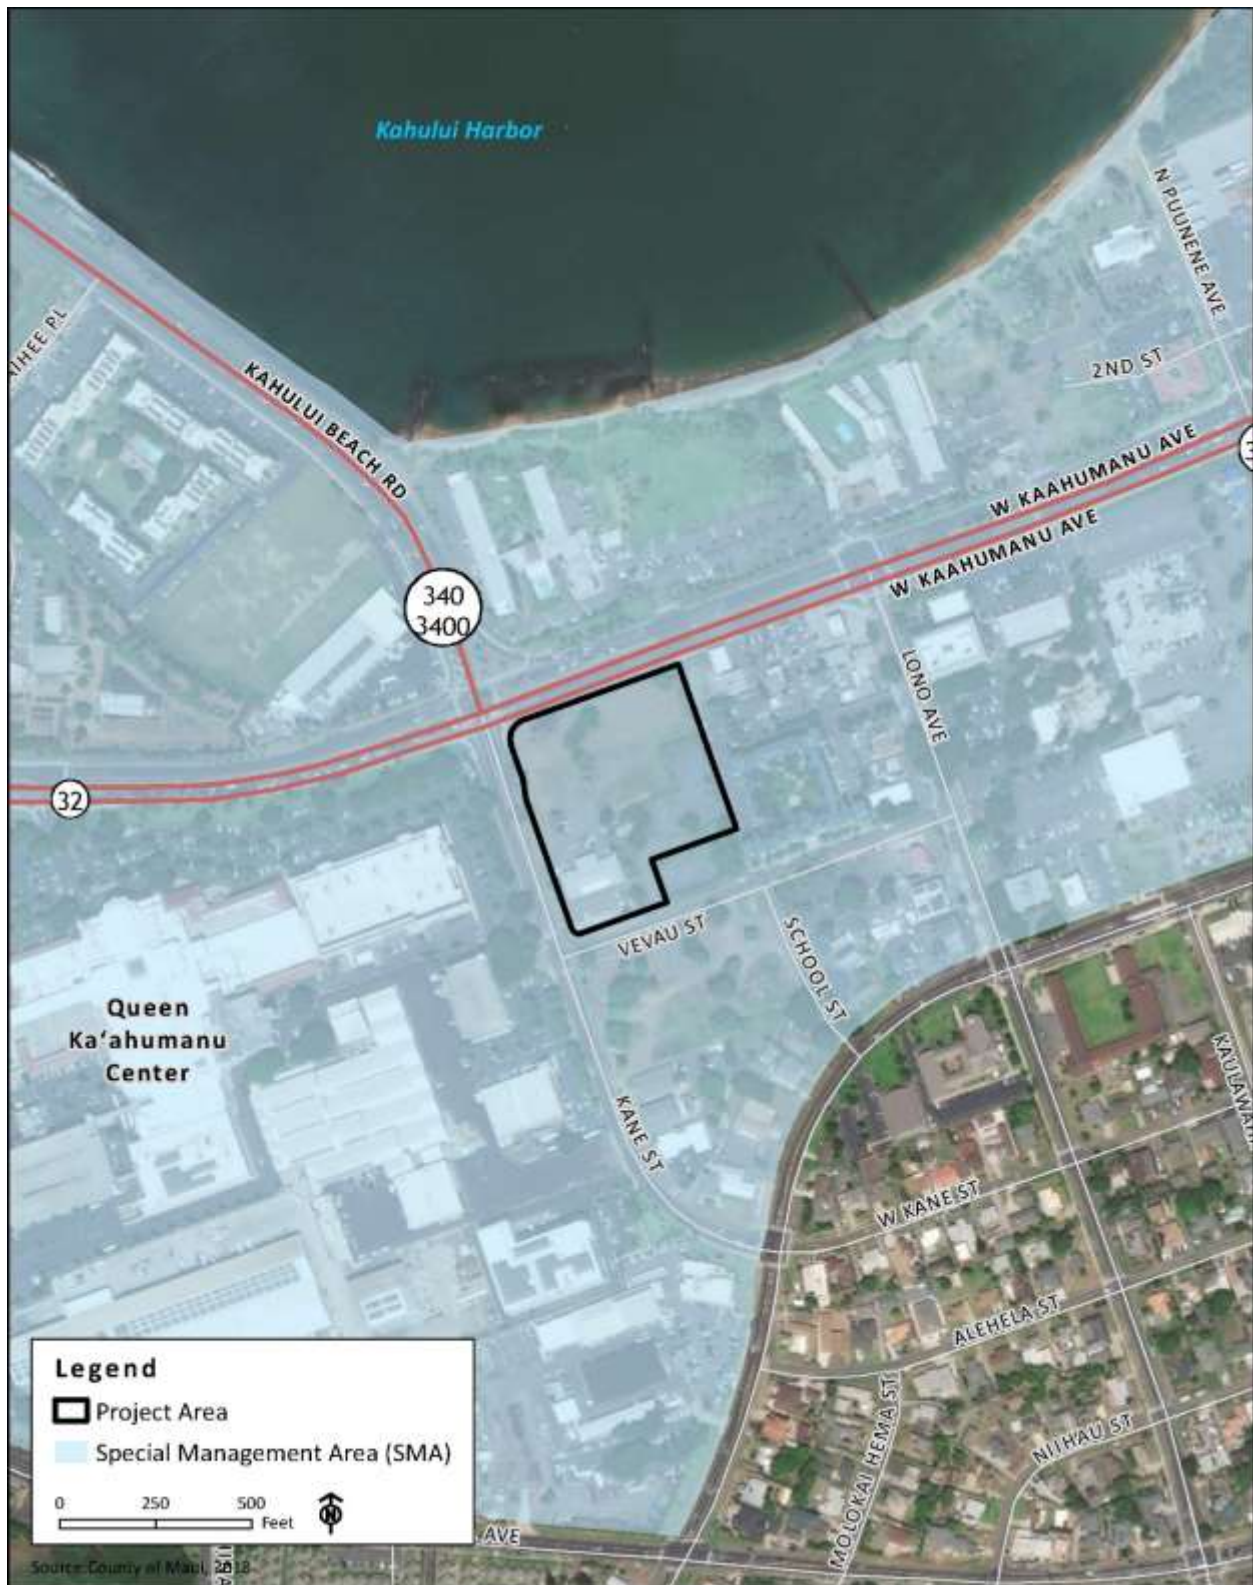 Kahului Harbor
N PUUNENE AVE
AIHEE PL
2ND ST
KAHULUI BEACH RD
W KAAHUMANU AVE
W KAAHUMANU AVE
340
3400
LONO AVE
32
VEVAU ST
SCHOOL ST
Queen
Kaʻahumanu
Center
KANE ST
W KANE ST
ALEHELA ST
MOLOKAI HEMA ST
NIIHAU ST
Legend
Project Area
Special Management Area (SMA)
0 250 500
Feet
N
AVE
Source: County of Maui, 2018